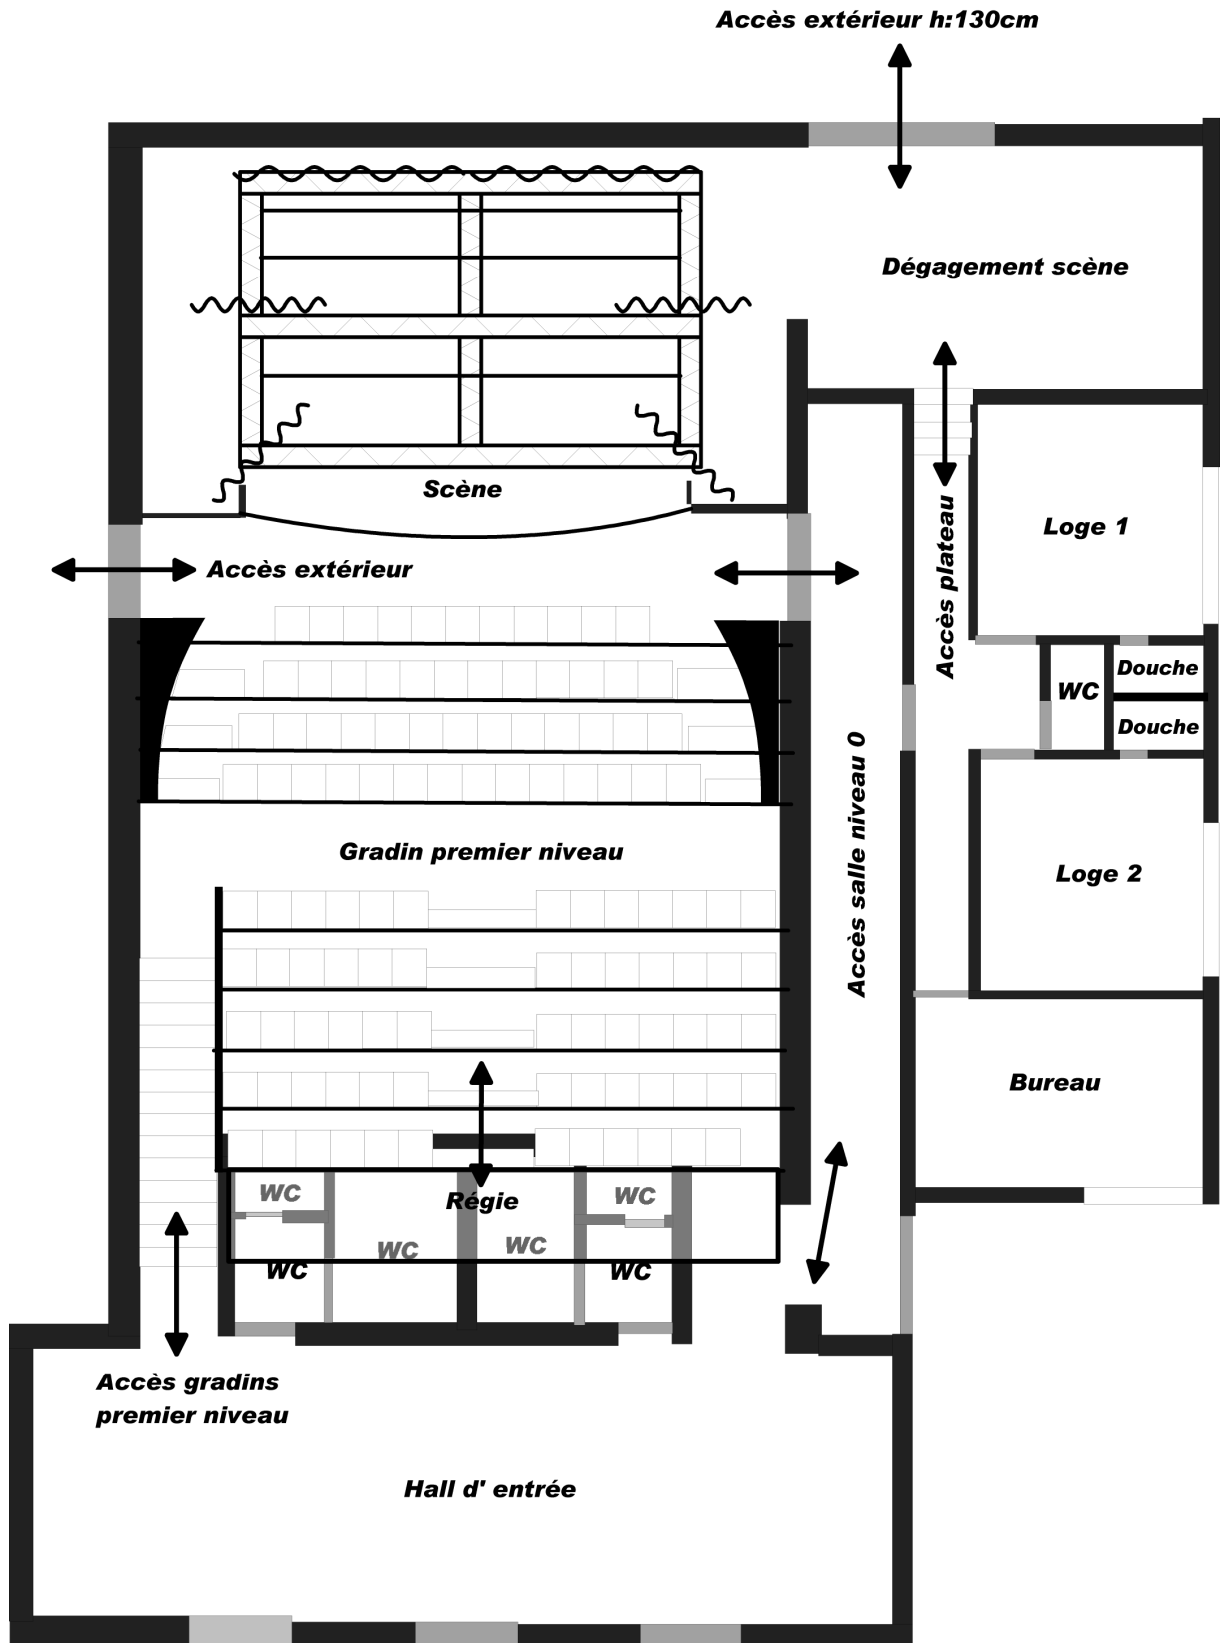 Accès extérieur h:130cm
Dégagement scène
Scène
Accès extérieur
Accès plateau
Loge 1
Douche
WC
Douche
Accès salle niveau 0
Gradin premier niveau
Loge 2
Bureau
WC
Régie
WC
WC
WC
WC
WC
Accès gradins
premier niveau
Hall d' entrée